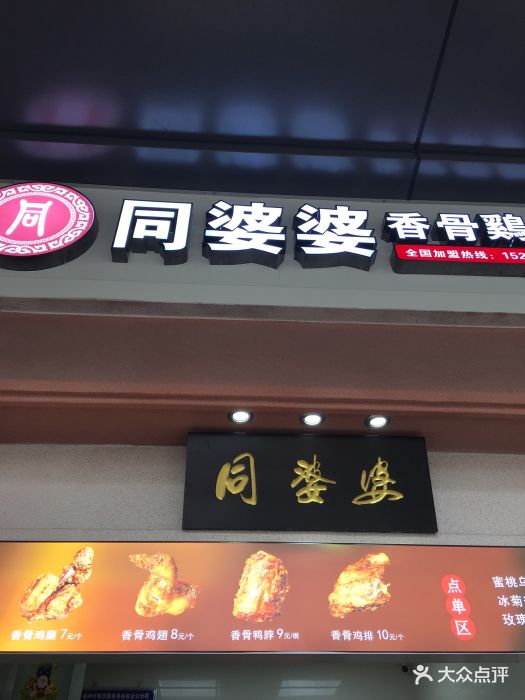 同
同婆婆
香骨鷄
全国加盟热线：152
同婆婆
香骨鸡腿 7元/个
香骨鸡翅 8元/个
香骨鸭脖 9元/根
香骨鸡排 10元/个
点单区
蜜桃乌
冰菊
玫瑰
大众点评